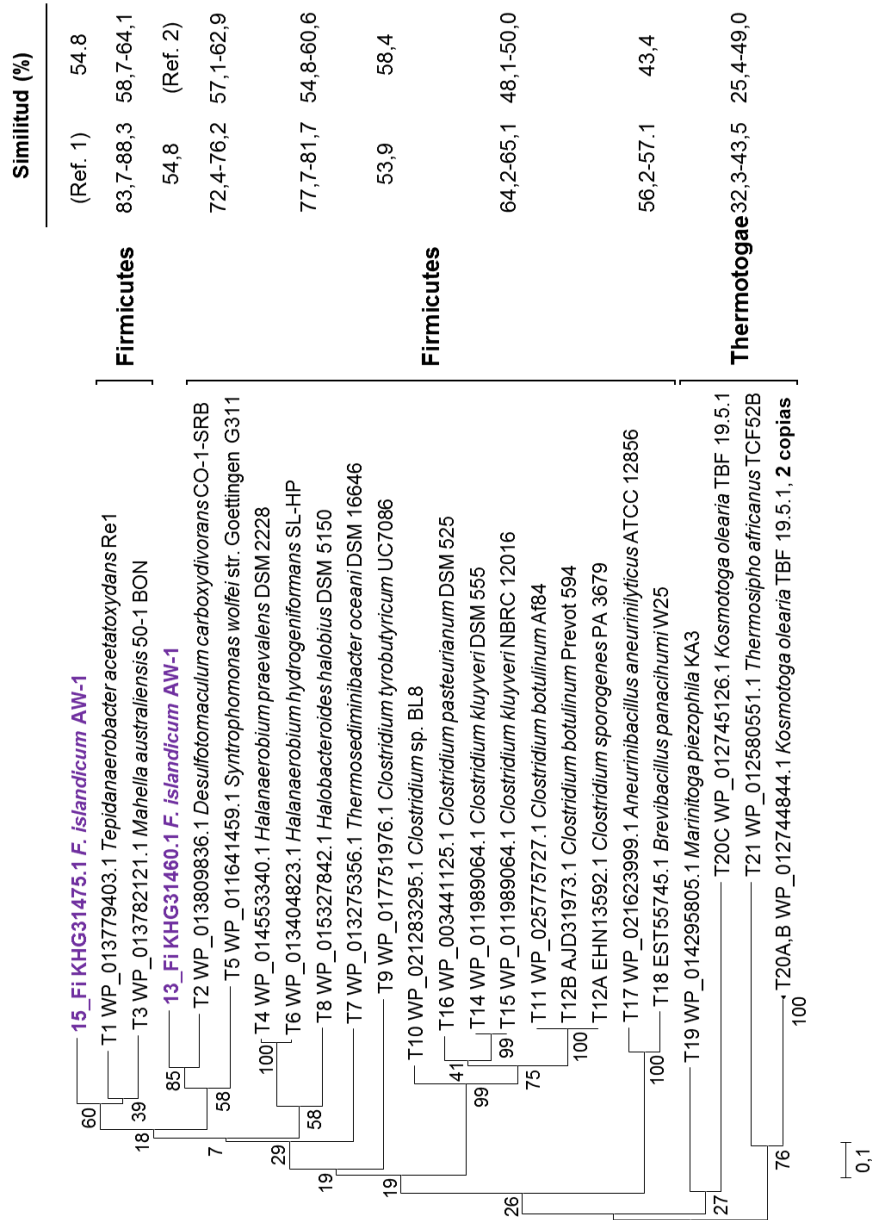 Similitud (%)
15_Fi KHG31475.1 F. islandicum AW-1 (Ref. 1) 54.8
T1 WP_013779403.1 Tepidanaerobacter acetatoxydans Re1
Firmicutes 83,7-88,3 58,7-64,1
T3 WP_013782121.1 Mahella australiensis 50-1 BON
13_Fi KHG31460.1 F. islandicum AW-1 54,8 (Ref. 2)
T2 WP_013809836.1 Desulfotomaculum carboxydivorans CO-1-SRB
72,4-76,2 57,1-62,9
T5 WP_011641459.1 Syntrophomonas wolfei str. Goettingen G311
T4 WP_014553340.1 Halanaerobium praevalens DSM 2228
T6 WP_013404823.1 Halanaerobium hydrogeniformans SL-HP
77,7-81,7 54,8-60,6
T8 WP_015327842.1 Halobacteroides halobius DSM 5150
T7 WP_013275356.1 Thermosediminibacter oceani DSM 16646
T9 WP_017751976.1 Clostridium tyrobutyricum UC7086
53,9 58,4
T10 WP_021283295.1 Clostridium sp. BL8
Firmicutes
T16 WP_003441125.1 Clostridium pasteurianum DSM 525
T14 WP_011989064.1 Clostridium kluyveri DSM 555
T15 WP_011989064.1 Clostridium kluyveri NBRC 12016
64,2-65,1 48,1-50,0
T11 WP_025775727.1 Clostridium botulinum Af84
T12B AJD31973.1 Clostridium botulinum Prevot 594
T12A EHN13592.1 Clostridium sporogenes PA 3679
T17 WP_021623999.1 Aneurinibacillus aneurinilyticus ATCC 12856
56,2-57.1 43,4
T18 EST55745.1 Brevibacillus panacihumi W25
T19 WP_014295805.1 Marinitoga piezophila KA3
T20C WP_012745126.1 Kosmotoga olearia TBF 19.5.1
Thermotogae 32,3-43,5 25,4-49,0
T21 WP_012580551.1 Thermosipho africanus TCF52B
T20A,B WP_012744844.1 Kosmotoga olearia TBF 19.5.1, 2 copias
60
39
18
85
58
7
100
58
29
19
19
41
99
99
75
100
26
100
27
76
100
0,1